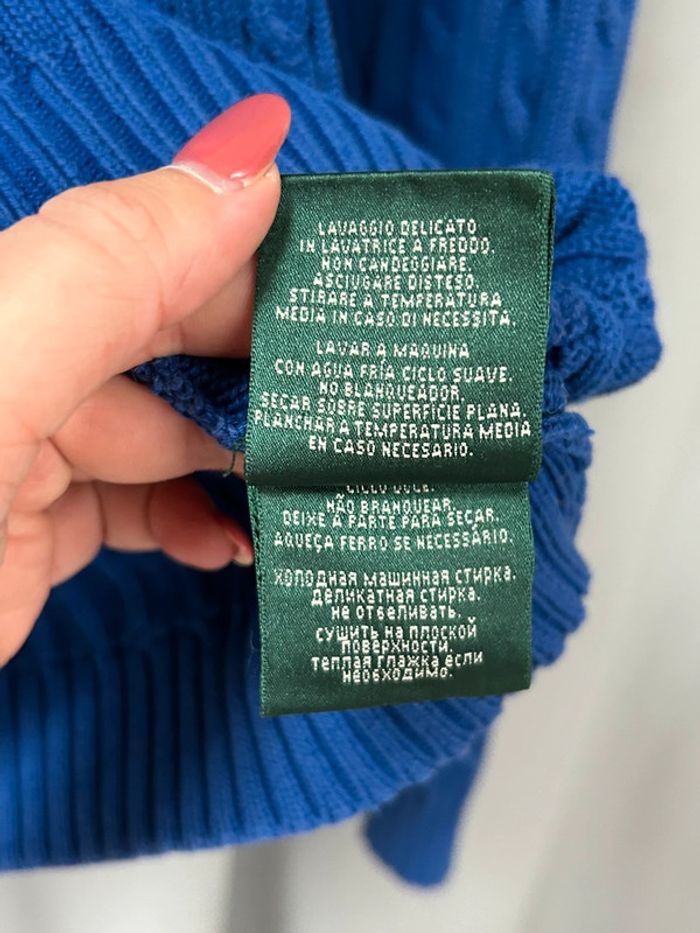 LAVAGGIO DELICATO
IN LAVATRICE A FREDDO.
NON CANDEGGIARE.
ASCIUGARE DISTESO.
STIRARE A TEMPERATURA
MEDIA IN CASO DI NECESSITA.
LAVAR A MAQUINA
CON AGUA FRÍA CICLO SUAVE.
NO BLANQUEADOR.
SECAR SOBRE SUPERFICIE PLANA.
PLANCHAR A TEMPERATURA MEDIA
EN CASO NECESARIO.
CICLO DOCE.
NÃO BRANQUEAR.
DEIXE À PARTE PARA SECAR.
AQUEÇA FERRO SE NECESSÁRIO.
ХОЛОДНАЯ МАШИННАЯ СТИРКА.
ДЕЛИКАТНАЯ СТИРКА.
НЕ ОТБЕЛИВАТЬ.
СУШИТЬ НА ПЛОСКОЙ
ПОВЕРХНОСТИ.
ТЕПЛАЯ ГЛАЖКА ЕСЛИ
НЕОБХОДИМО.